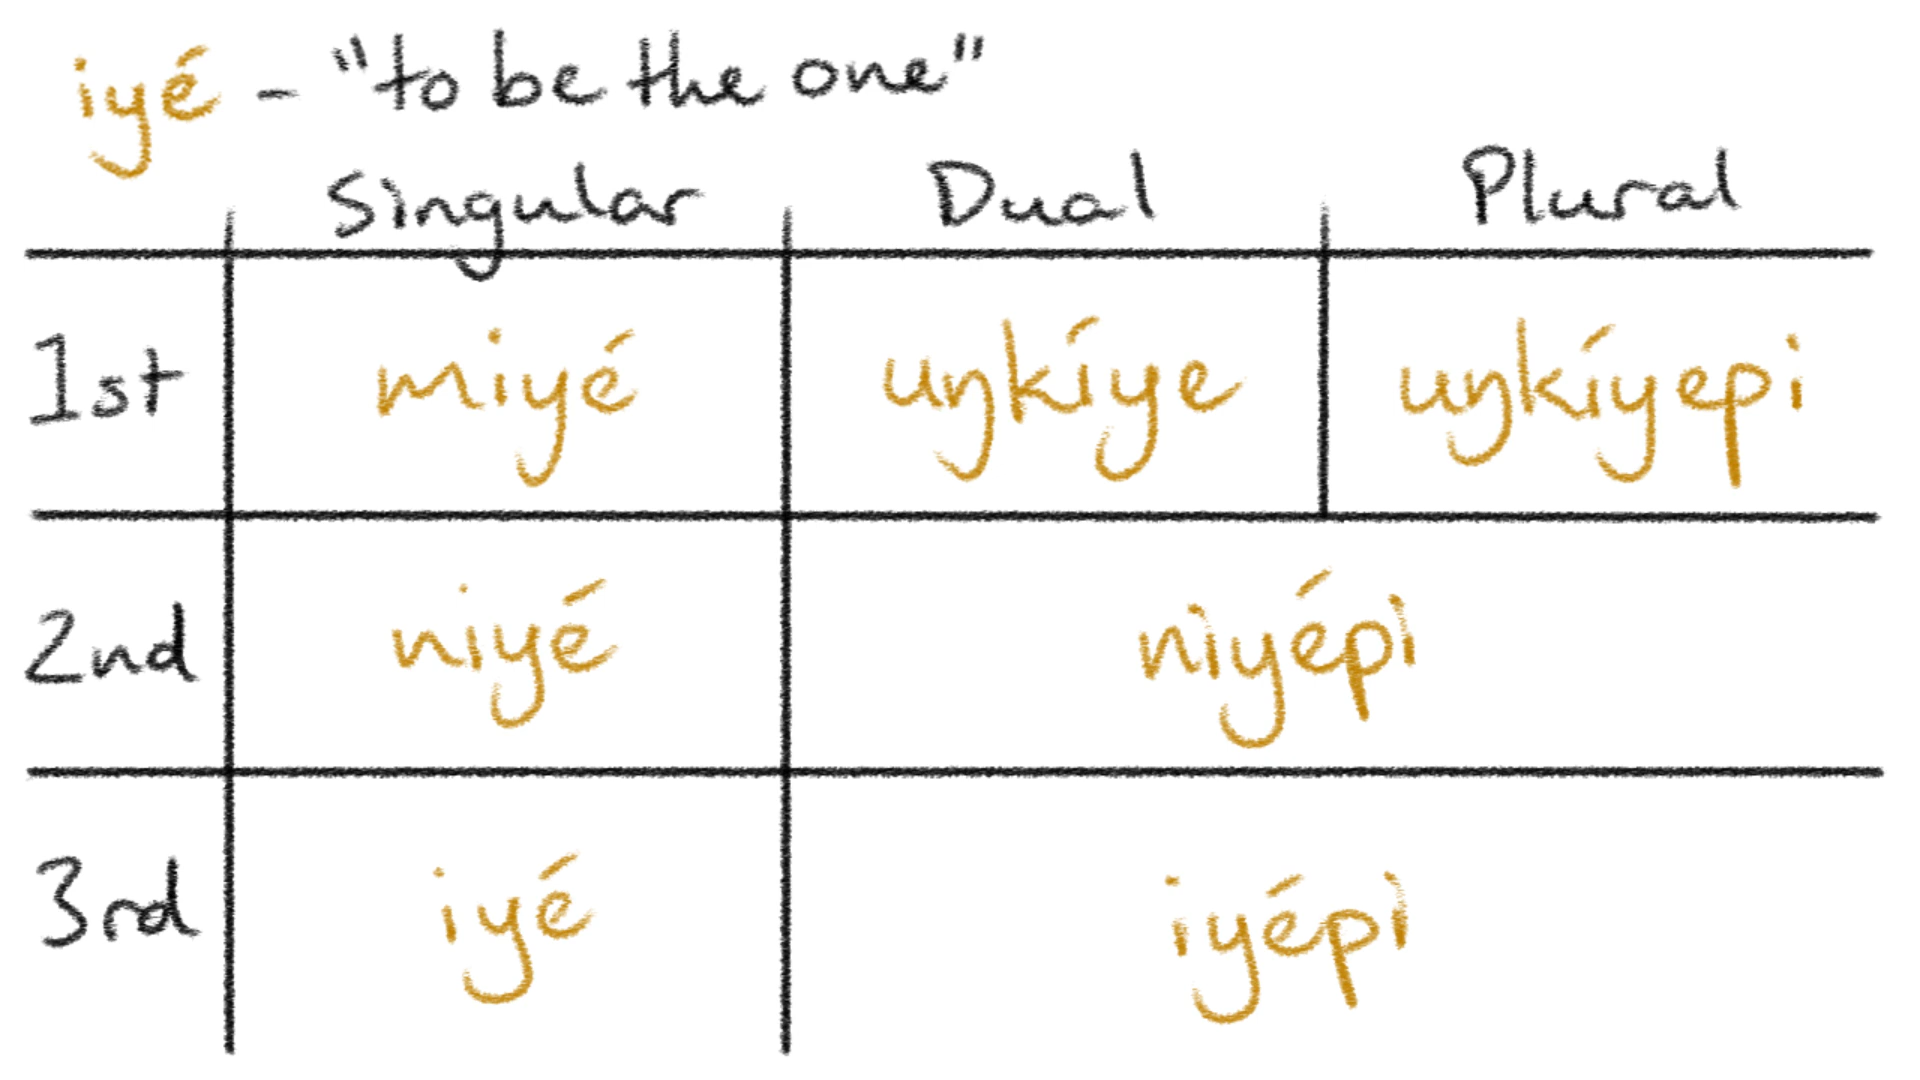 iyé - "to be the one"
Singular Dual Plural
1st miyé uŋkíye uŋkíyepi
2nd niyé niyépi
3rd iyé iyépi